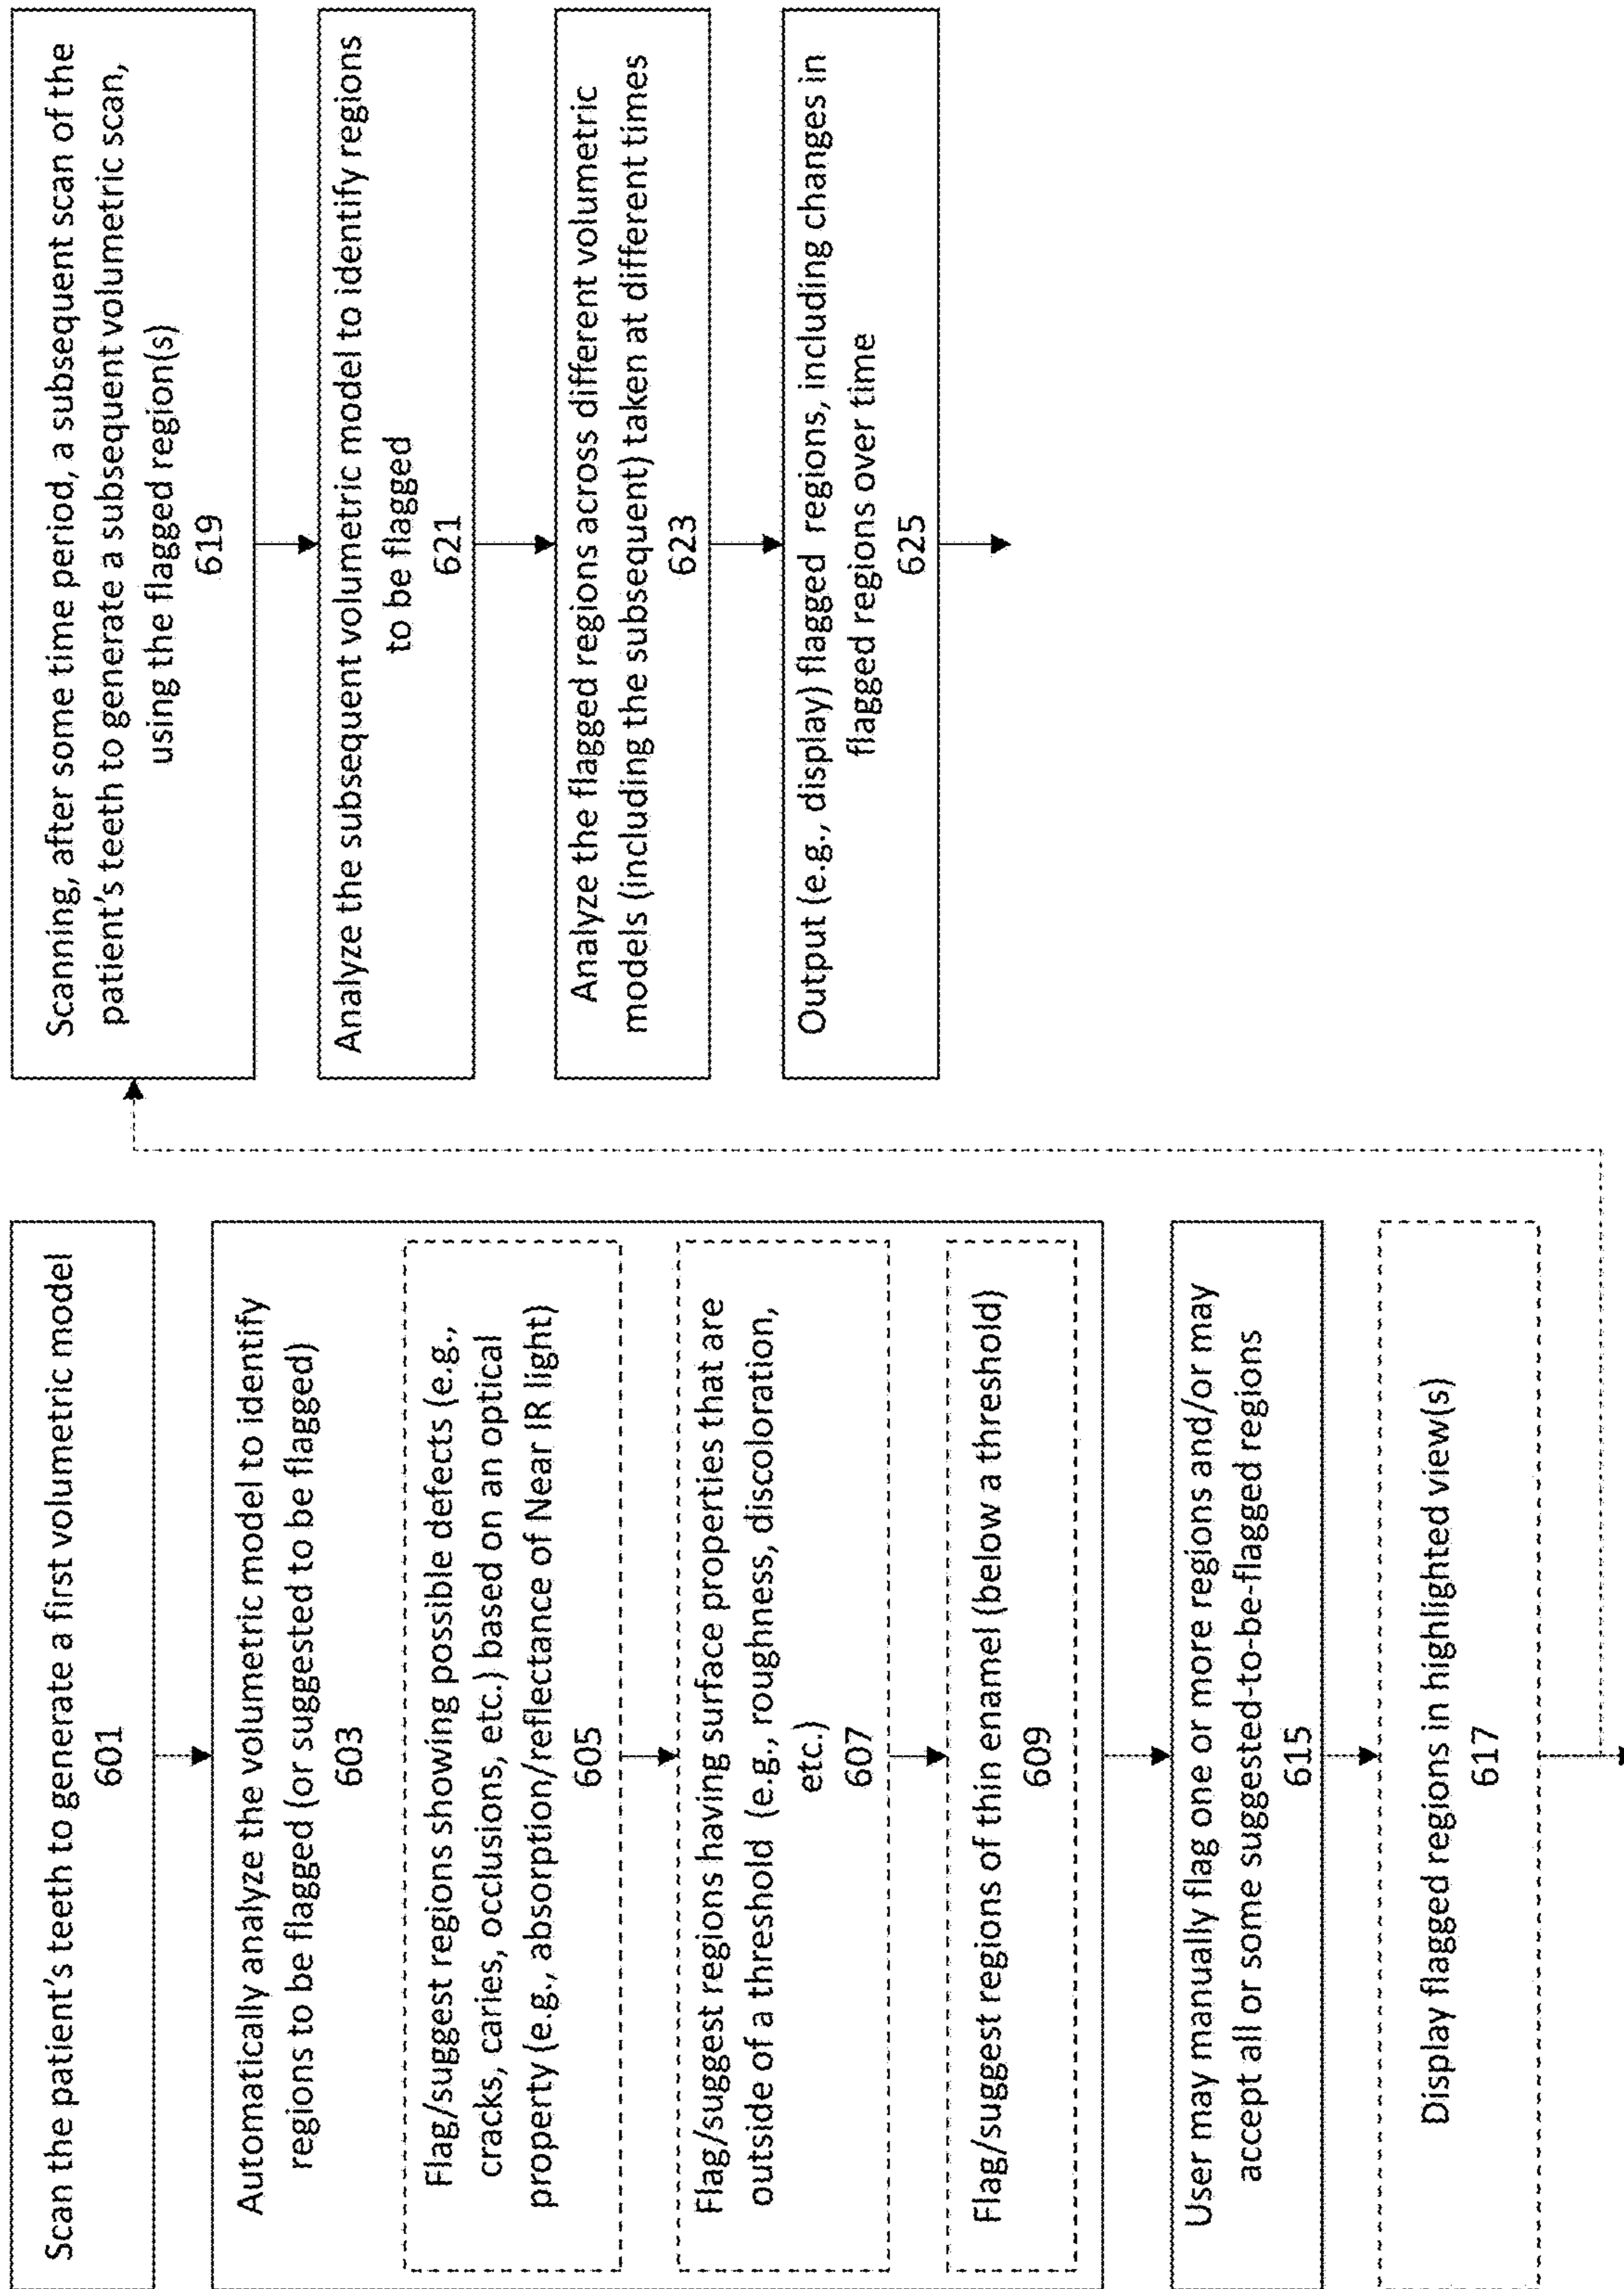 Scan the patient's teeth to generate a first volumetric model
601
Automatically analyze the volumetric model to identify
regions to be flagged (or suggested to be flagged)
603
Flag/suggest regions showing possible defects (e.g.,
cracks, caries, occlusions, etc.) based on an optical
property (e.g., absorption/reflectance of Near IR light)
605
Flag/suggest regions having surface properties that are
outside of a threshold (e.g., roughness, discoloration,
etc.)
607
Flag/suggest regions of thin enamel (below a threshold)
609
User may manually flag one or more regions and/or may
accept all or some suggested-to-be-flagged regions
615
Display flagged regions in highlighted view(s)
617
Scanning, after some time period, a subsequent scan of the
patient's teeth to generate a subsequent volumetric scan,
using the flagged region(s)
619
Analyze the subsequent volumetric model to identify regions
to be flagged
621
Analyze the flagged regions across different volumetric
models (including the subsequent) taken at different times
623
Output (e.g., display) flagged regions, including changes in
flagged regions over time
625